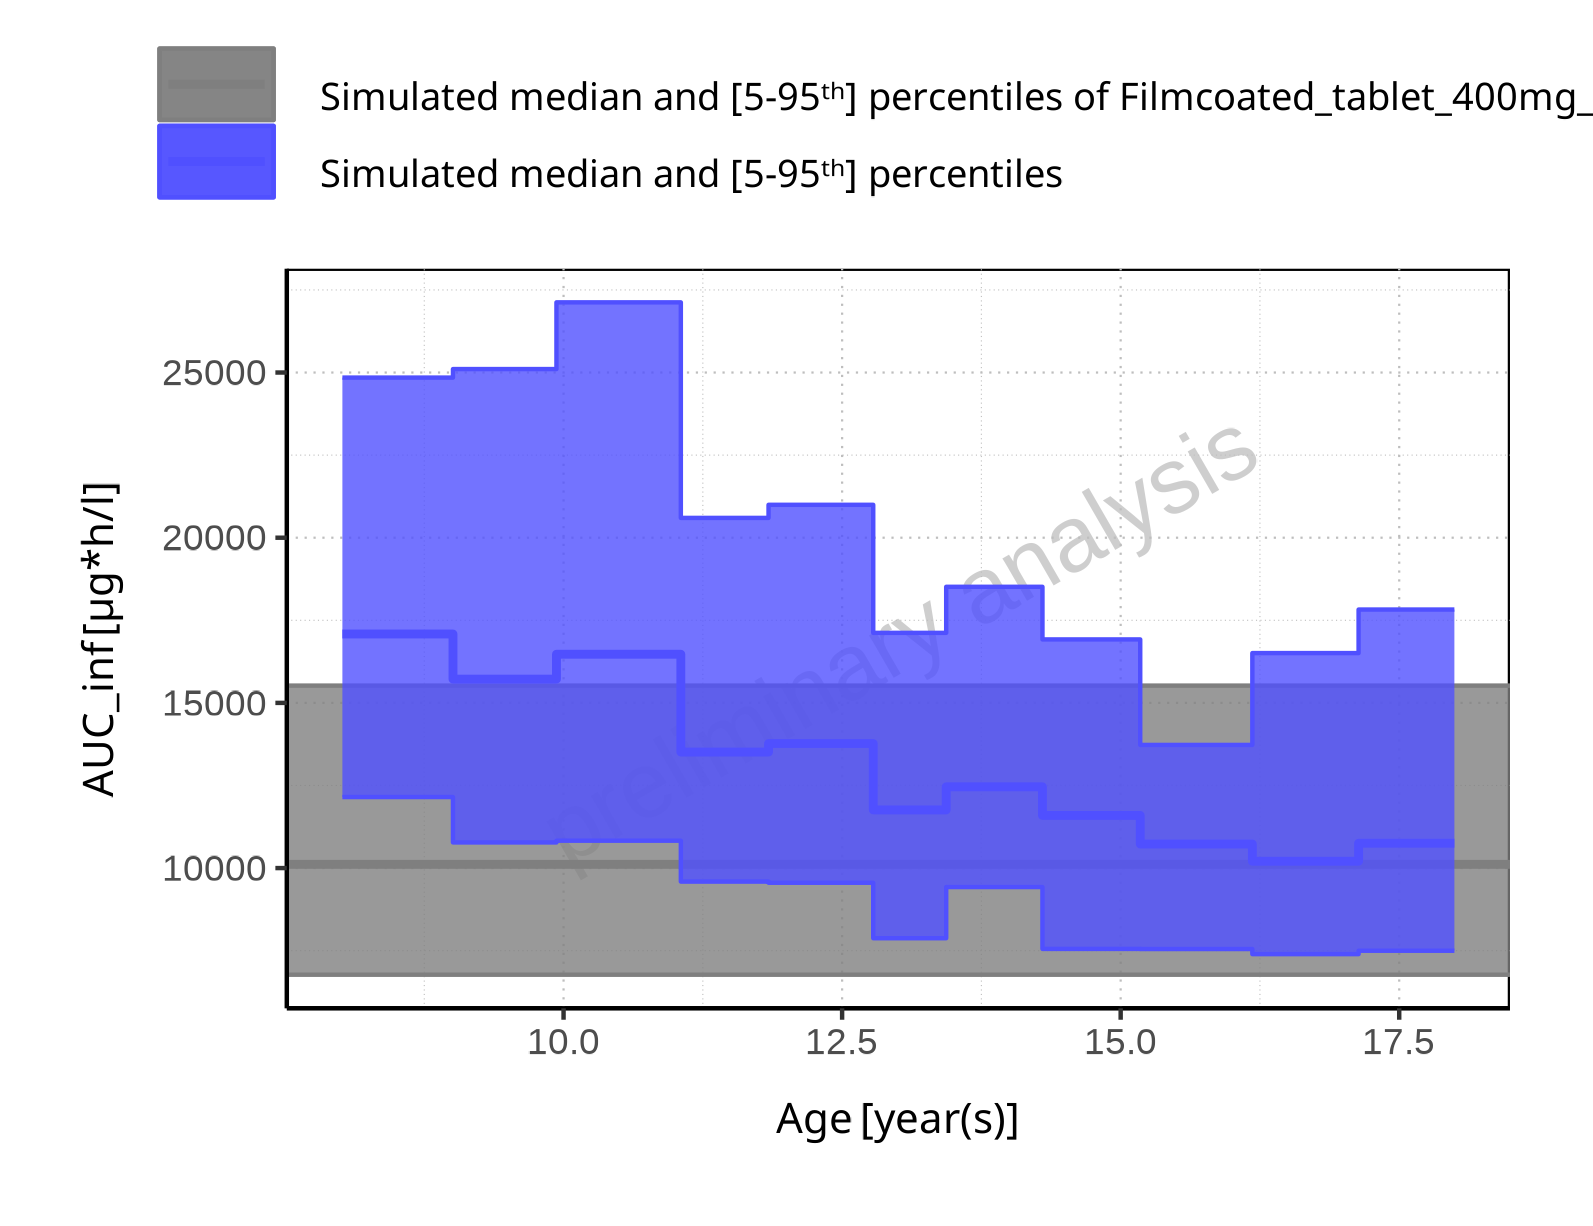 Simulated median and [5-95ᵗʰ] percentiles of Filmcoated_tablet_400mg_
Simulated median and [5-95ᵗʰ] percentiles
25000
20000
15000
10000
AUC_inf [µg*h/l]
preliminary analysis
10.0
12.5
15.0
17.5
Age [year(s)]